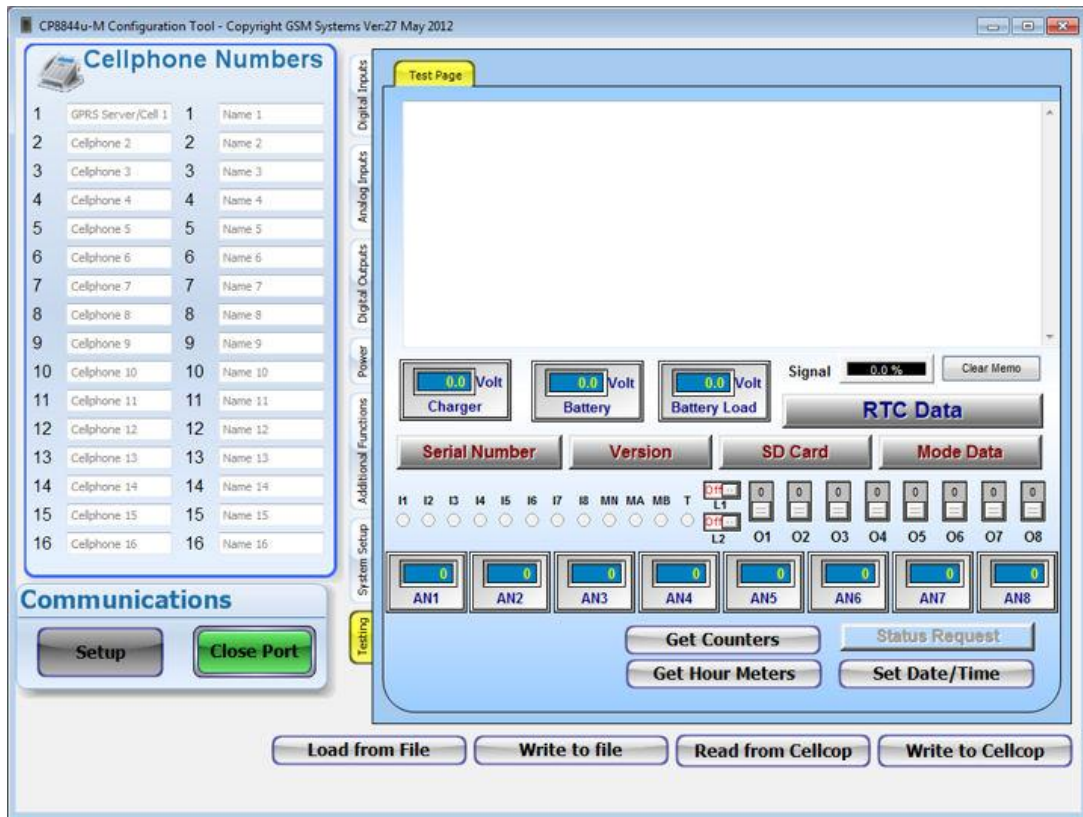 CP8844u-M Configuration Tool - Copyright GSM Systems Ver:27 May 2012
Cellphone Numbers
1 GPRS Server/Cell 1 1 Name 1
2 Cellphone 2 2 Name 2
3 Cellphone 3 3 Name 3
4 Cellphone 4 4 Name 4
5 Cellphone 5 5 Name 5
6 Cellphone 6 6 Name 6
7 Cellphone 7 7 Name 7
8 Cellphone 8 8 Name 8
9 Cellphone 9 9 Name 9
10 Cellphone 10 10 Name 10
11 Cellphone 11 11 Name 11
12 Cellphone 12 12 Name 12
13 Cellphone 13 13 Name 13
14 Cellphone 14 14 Name 14
15 Cellphone 15 15 Name 15
16 Cellphone 16 16 Name 16
Communications
Setup Close Port
Digital Inputs
Analog Inputs
Digital Outputs
Power
Additional Functions
System Setup
Testing
Test Page
0.0 Volt 0.0 Volt 0.0 Volt Signal 0.0 % Clear Memo
Charger Battery Battery Load RTC Data
Serial Number Version SD Card Mode Data
I1 I2 I3 I4 I5 I6 I7 I8 MN MA MB T Off L1 0 0 0 0 0 0 0 0
Off L2 O1 O2 O3 O4 O5 O6 O7 O8
0 0 0 0 0 0 0 0
AN1 AN2 AN3 AN4 AN5 AN6 AN7 AN8
Get Counters Status Request
Get Hour Meters Set Date/Time
Load from File Write to file Read from Cellcop Write to Cellcop